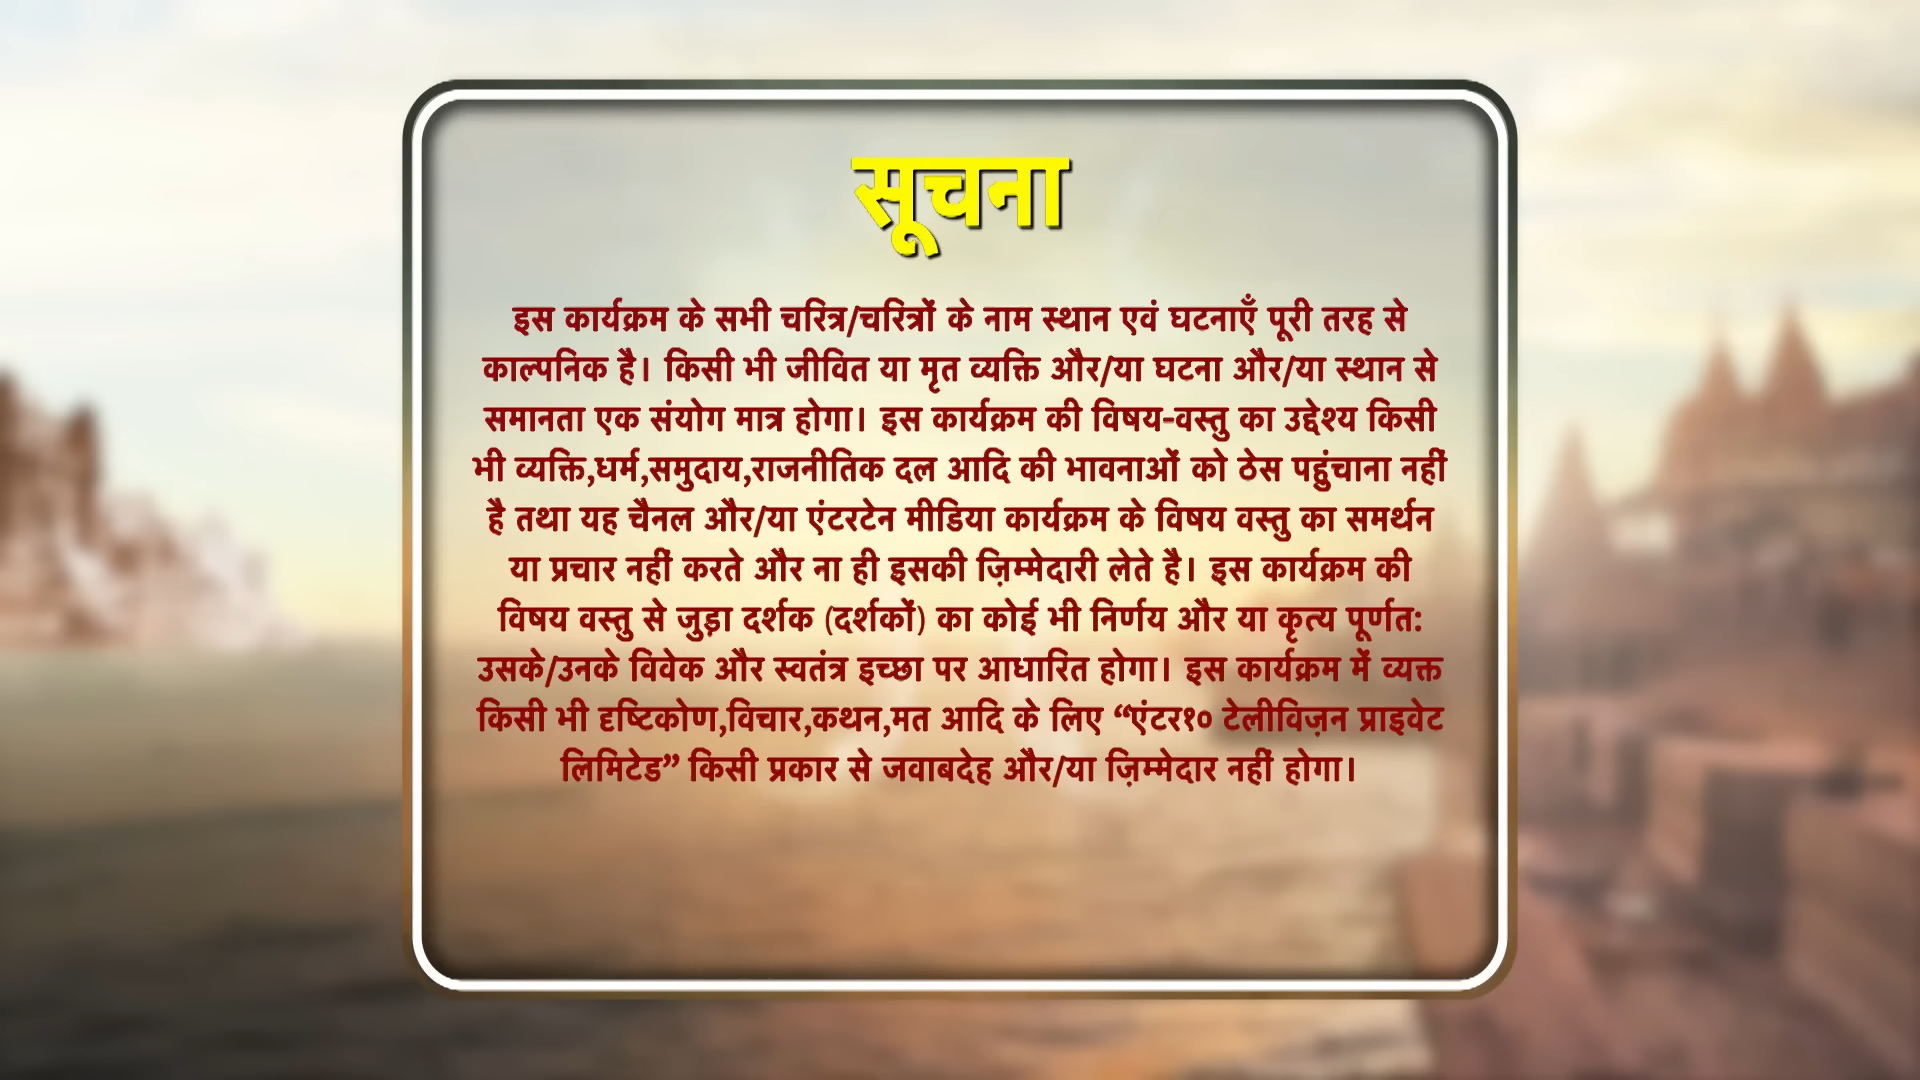 सूचना
इस कार्यक्रम के सभी चरित्र/चरित्रों के नाम स्थान एवं घटनाएँ पूरी तरह से
काल्पनिक है। किसी भी जीवित या मृत व्यक्ति और/या घटना और/या स्थान से
समानता एक संयोग मात्र होगा। इस कार्यक्रम की विषय-वस्तु का उद्देश्य किसी
भी व्यक्ति,धर्म,समुदाय,राजनीतिक दल आदि की भावनाओं को ठेस पहुंचाना नहीं
है तथा यह चैनल और/या एंटरटेन मीडिया कार्यक्रम के विषय वस्तु का समर्थन
या प्रचार नहीं करते और ना ही इसकी ज़िम्मेदारी लेते है। इस कार्यक्रम की
विषय वस्तु से जुड़ा दर्शक (दर्शकों) का कोई भी निर्णय और या कृत्य पूर्णत:
उसके/उनके विवेक और स्वतंत्र इच्छा पर आधारित होगा। इस कार्यक्रम में व्यक्त
किसी भी दृष्टिकोण,विचार,कथन,मत आदि के लिए “एंटर१० टेलीविज़न प्राइवेट
लिमिटेड” किसी प्रकार से जवाबदेह और/या ज़िम्मेदार नहीं होगा।